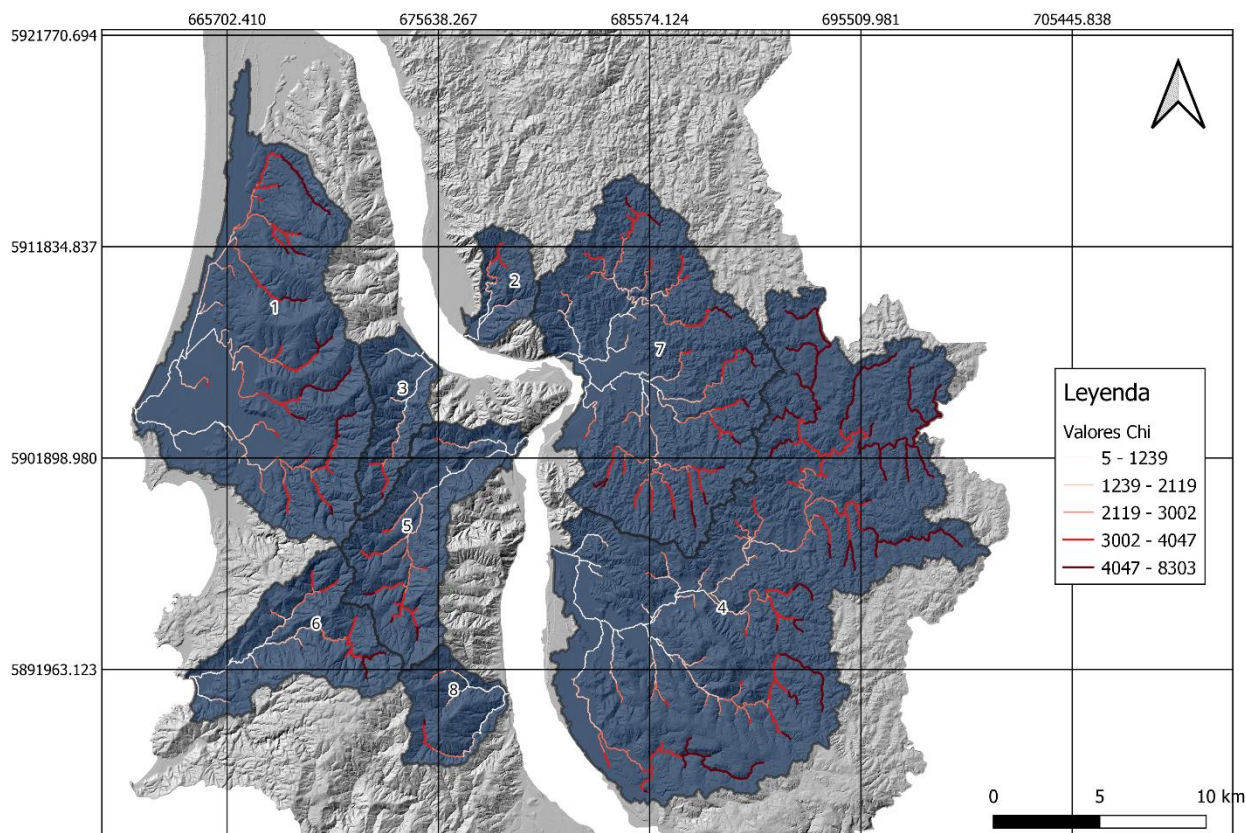 665702.410 675638.267 685574.124 695509.981 705445.838
5921770.694
5911834.837
2
1
7
3
Leyenda
Valores Chi
5 - 1239
1239 - 2119
2119 - 3002
3002 - 4047
4047 - 8303
5901898.980
5
4
6
5891963.123
8
0 5 10 km